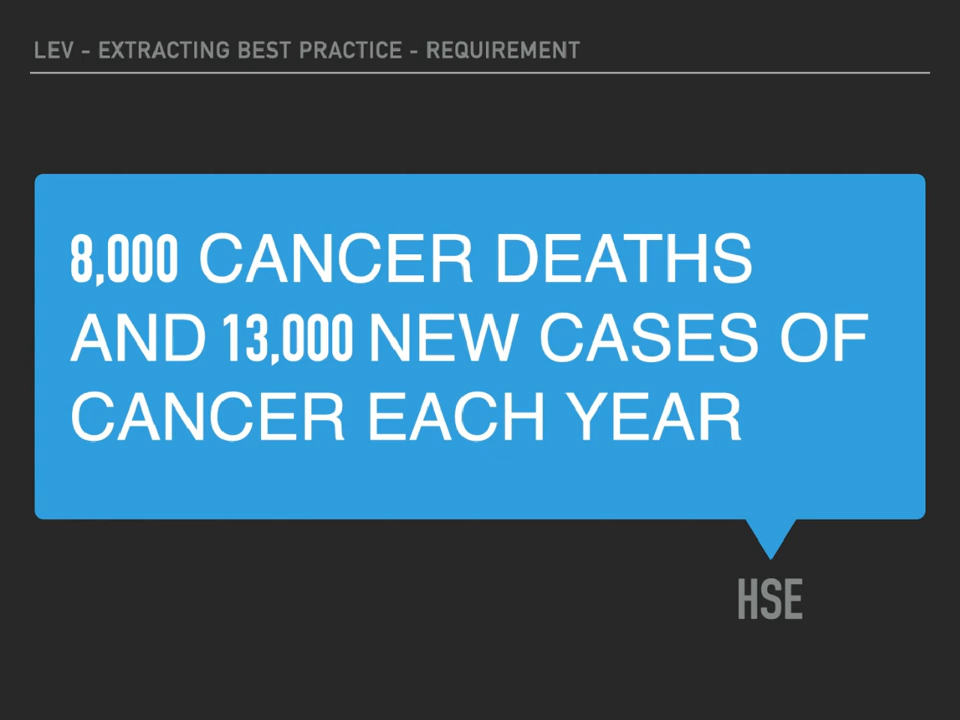 LEV - EXTRACTING BEST PRACTICE - REQUIREMENT
8,000 CANCER DEATHS
AND 13,000 NEW CASES OF
CANCER EACH YEAR
HSE